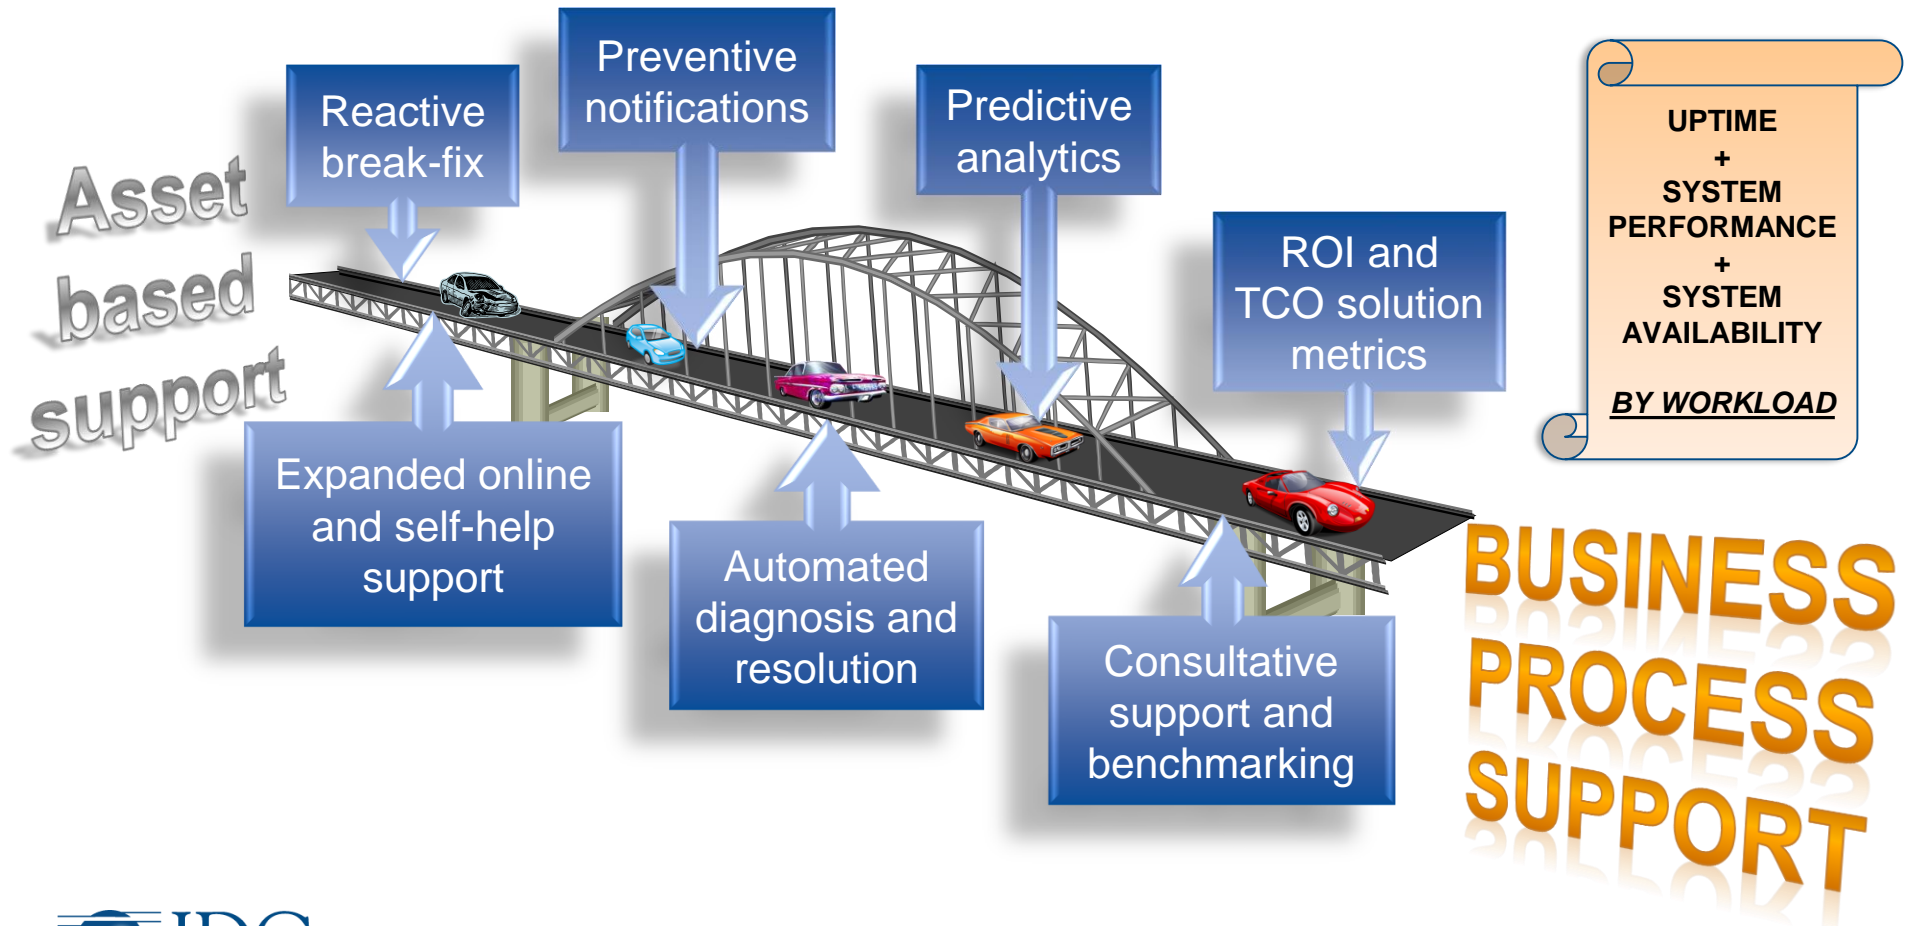 Asset
based
support
Reactive
break-fix
Preventive
notifications
Predictive
analytics
ROI and
TCO solution
metrics
Expanded online
and self-help
support
Automated
diagnosis and
resolution
Consultative
support and
benchmarking
UPTIME
+
SYSTEM
PERFORMANCE
+
SYSTEM
AVAILABILITY
BY WORKLOAD
BUSINESS
PROCESS
SUPPORT
IDC